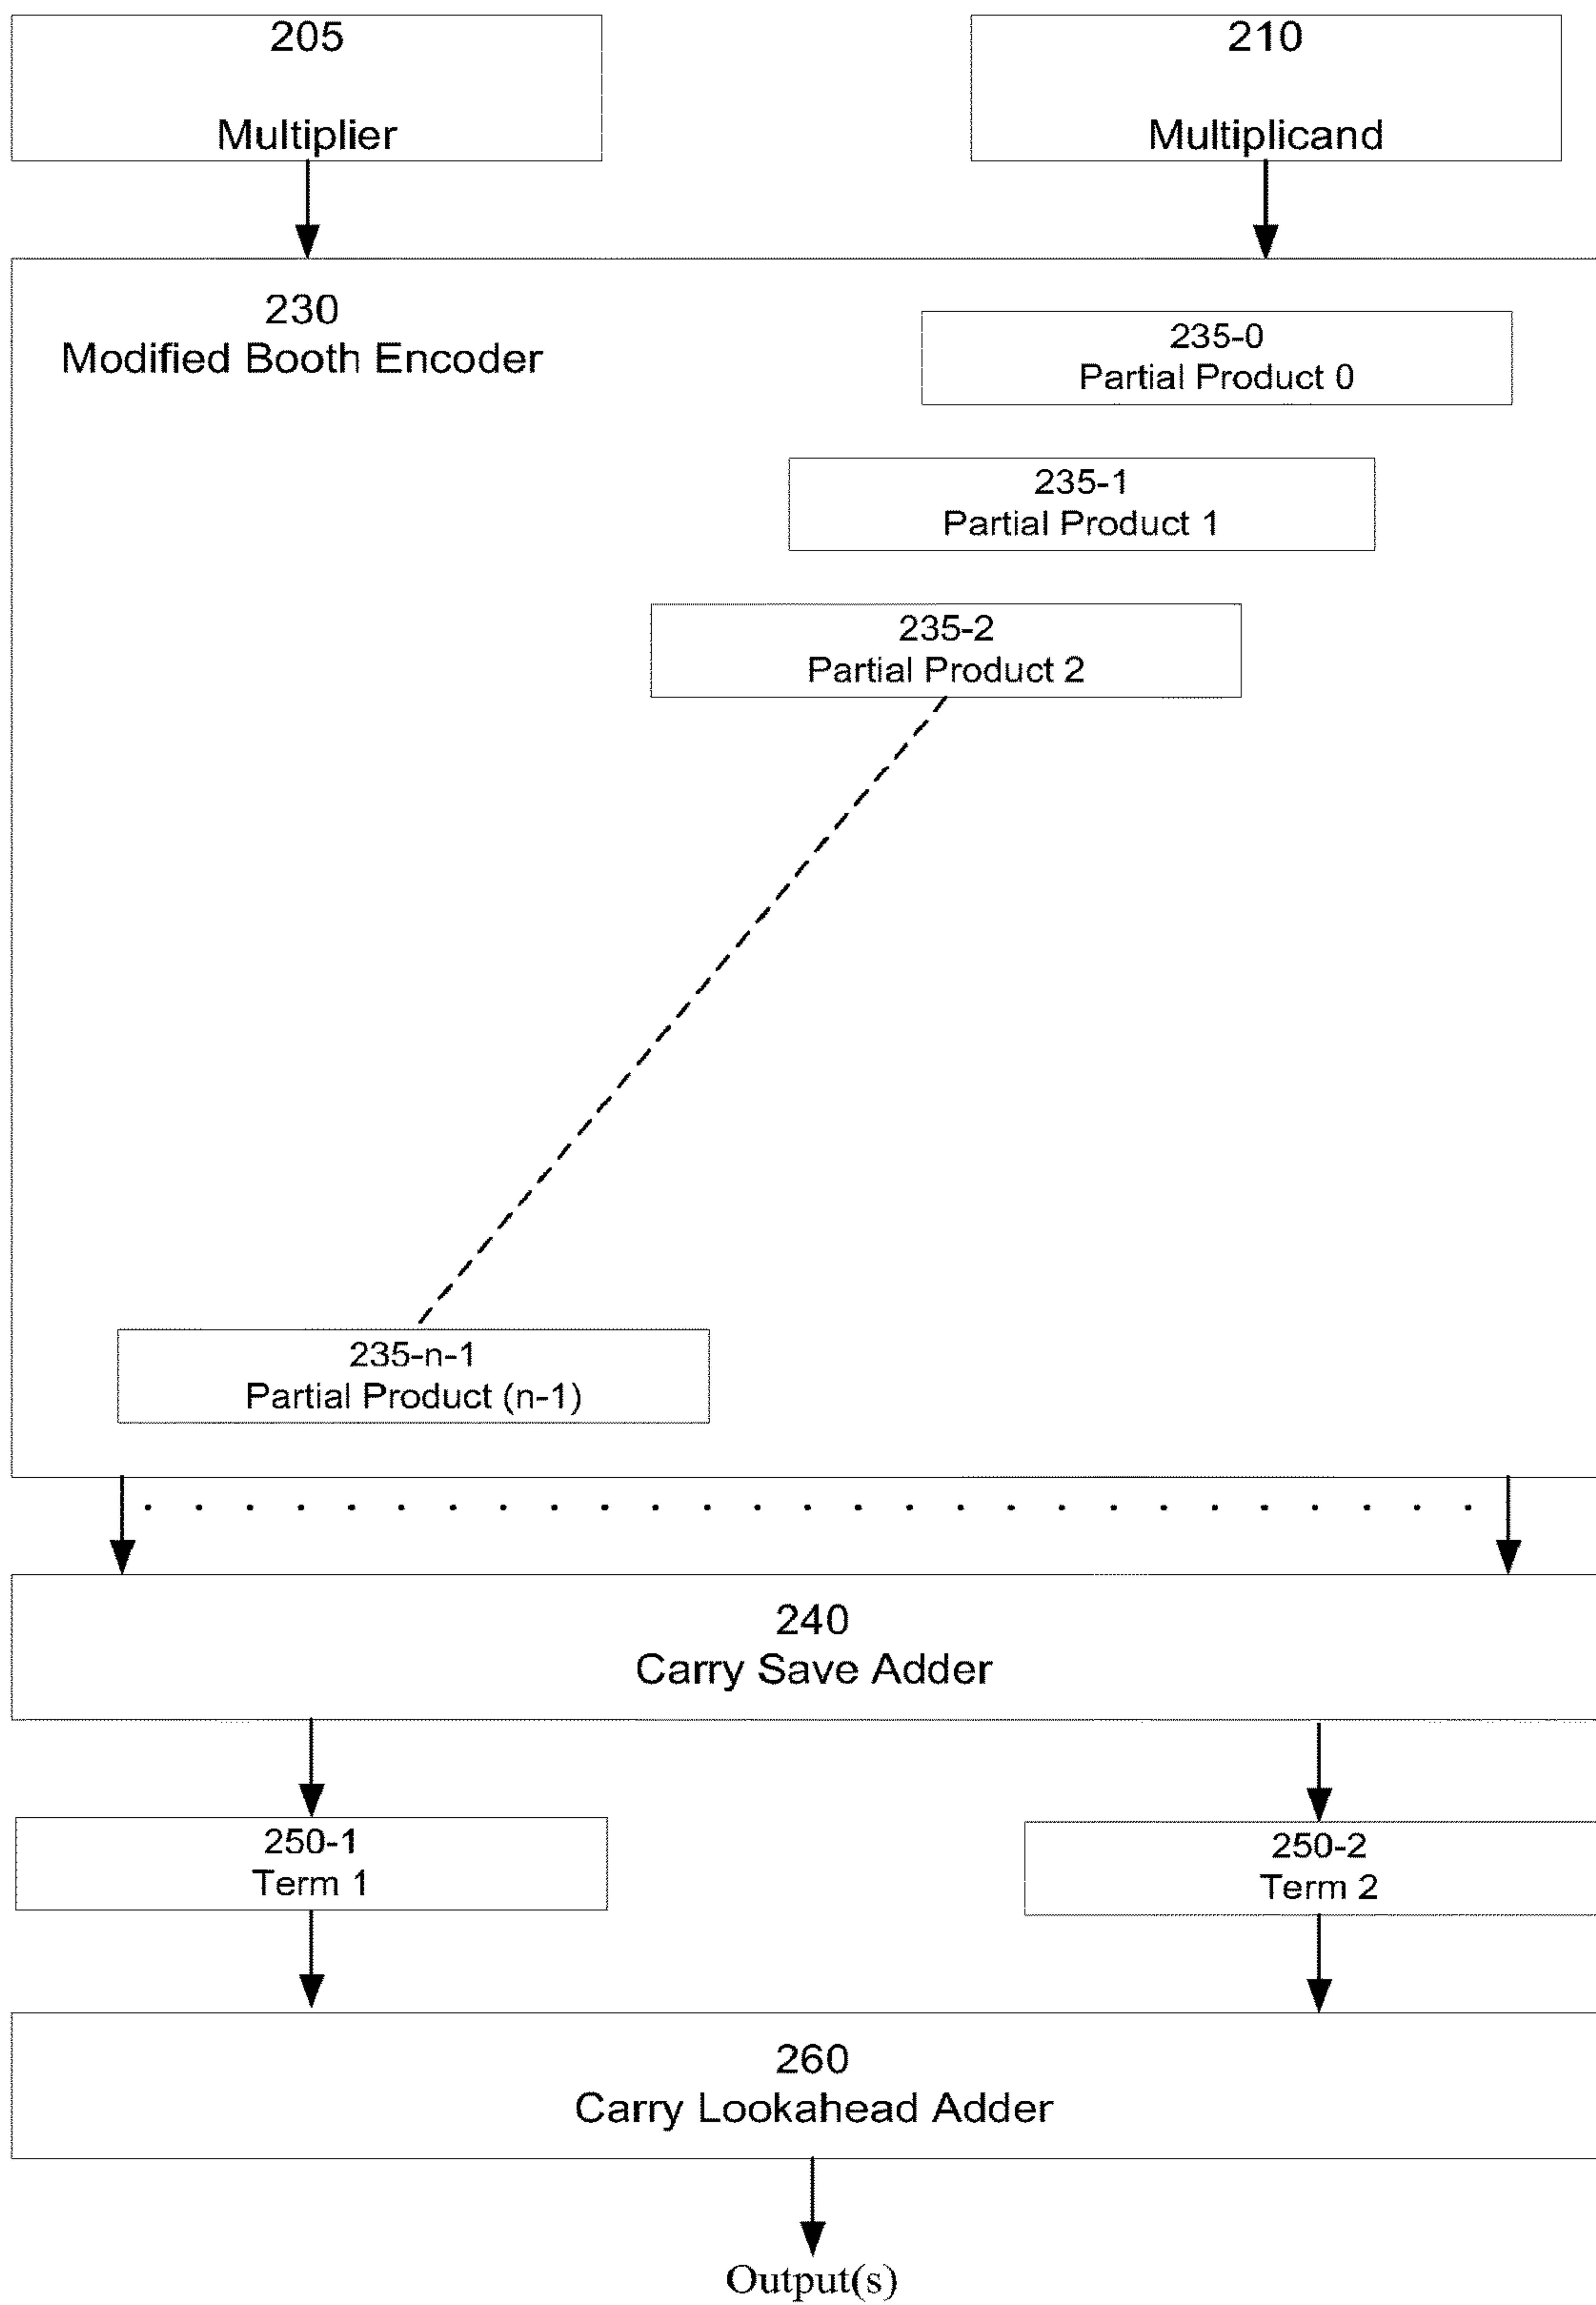 205
Multiplier
210
Multiplicand
230
Modified Booth Encoder
235-0
Partial Product 0
235-1
Partial Product 1
235-2
Partial Product 2
235-n-1
Partial Product (n-1)
240
Carry Save Adder
250-1
Term 1
250-2
Term 2
260
Carry Lookahead Adder
Output(s)